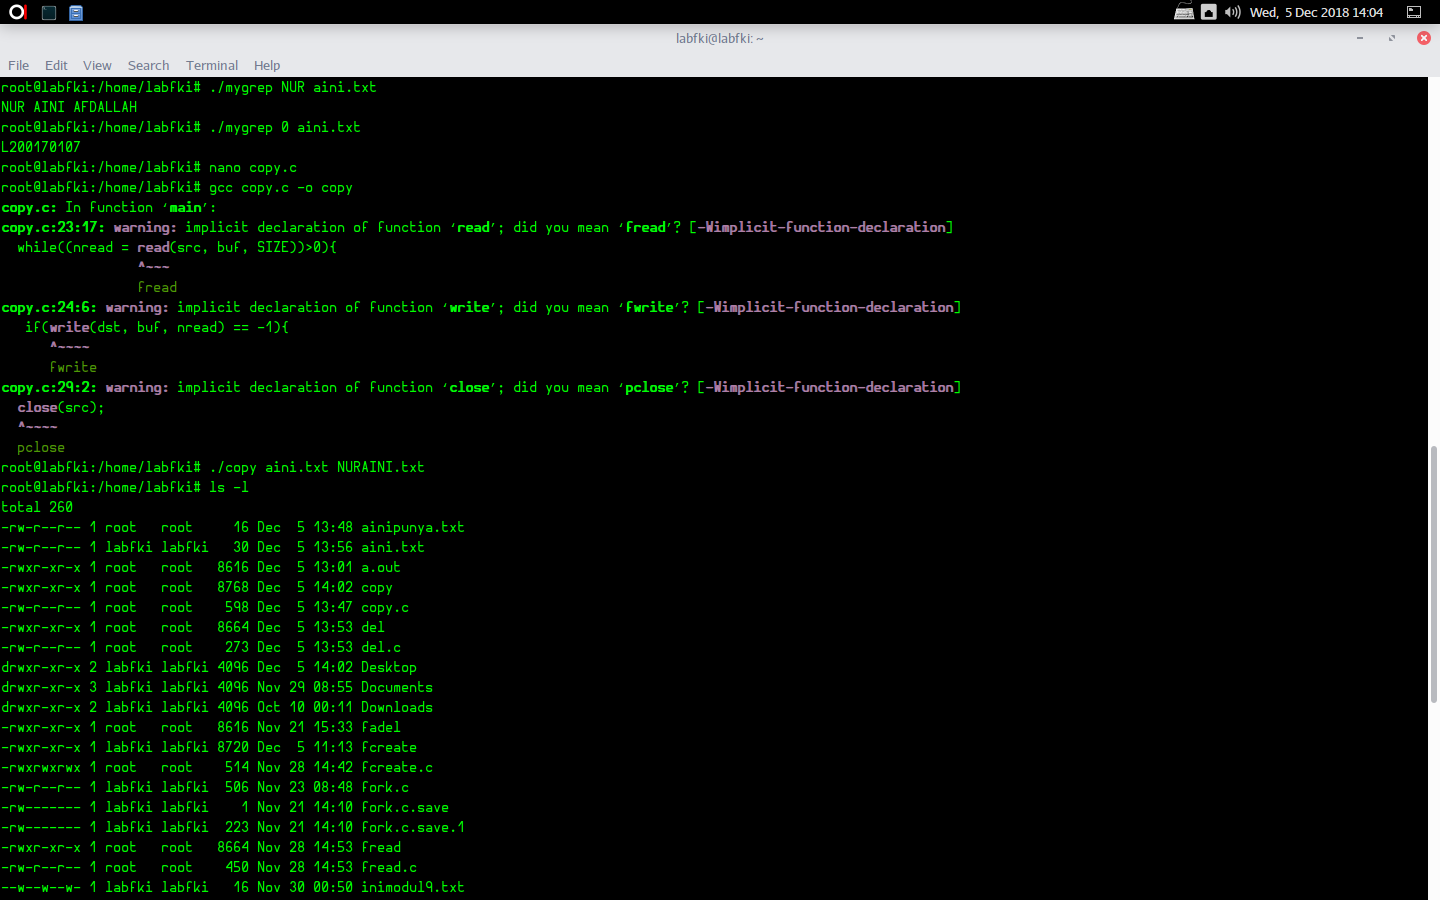 Wed, 5 Dec 2018 14:04
labfki@labfki: ~
File Edit View Search Terminal Help
root@labfki:/home/labfki# ./mygrep NUR aini.txt
NUR AINI AFDALLAH
root@labfki:/home/labfki# ./mygrep 0 aini.txt
L200170107
root@labfki:/home/labfki# nano copy.c
root@labfki:/home/labfki# gcc copy.c -o copy
copy.c: In function ‘main’:
copy.c:23:17: warning: implicit declaration of function ‘read’; did you mean ‘fread’? [-Wimplicit-function-declaration]
  while((nread = read(src, buf, SIZE))>0){
                 ^~~~
                 fread
copy.c:24:6: warning: implicit declaration of function ‘write’; did you mean ‘fwrite’? [-Wimplicit-function-declaration]
   if(write(dst, buf, nread) == -1){
      ^~~~~
      fwrite
copy.c:29:2: warning: implicit declaration of function ‘close’; did you mean ‘pclose’? [-Wimplicit-function-declaration]
  close(src);
  ^~~~~
  pclose
root@labfki:/home/labfki# ./copy aini.txt NURAINI.txt
root@labfki:/home/labfki# ls -l
total 260
-rw-r--r-- 1 root   root     16 Dec  5 13:48 ainipunya.txt
-rw-r--r-- 1 labfki labfki   30 Dec  5 13:56 aini.txt
-rwxr-xr-x 1 root   root   8616 Dec  5 13:01 a.out
-rwxr-xr-x 1 root   root   8768 Dec  5 14:02 copy
-rw-r--r-- 1 root   root    598 Dec  5 13:47 copy.c
-rwxr-xr-x 1 root   root   8664 Dec  5 13:53 del
-rw-r--r-- 1 root   root    273 Dec  5 13:53 del.c
drwxr-xr-x 2 labfki labfki 4096 Dec  5 14:02 Desktop
drwxr-xr-x 3 labfki labfki 4096 Nov 29 08:55 Documents
drwxr-xr-x 2 labfki labfki 4096 Oct 10 00:11 Downloads
-rwxr-xr-x 1 root   root   8616 Nov 21 15:33 fadel
-rwxr-xr-x 1 labfki labfki 8720 Dec  5 11:13 fcreate
-rwxrwxrwx 1 root   root    514 Nov 28 14:42 fcreate.c
-rw-r--r-- 1 labfki labfki  506 Nov 23 08:48 fork.c
-rw------- 1 labfki labfki    1 Nov 21 14:10 fork.c.save
-rw------- 1 labfki labfki  223 Nov 21 14:10 fork.c.save.1
-rwxr-xr-x 1 root   root   8664 Nov 28 14:53 fread
-rw-r--r-- 1 root   root    450 Nov 28 14:53 fread.c
--w--w--w- 1 labfki labfki   16 Nov 30 00:50 inimodul9.txt